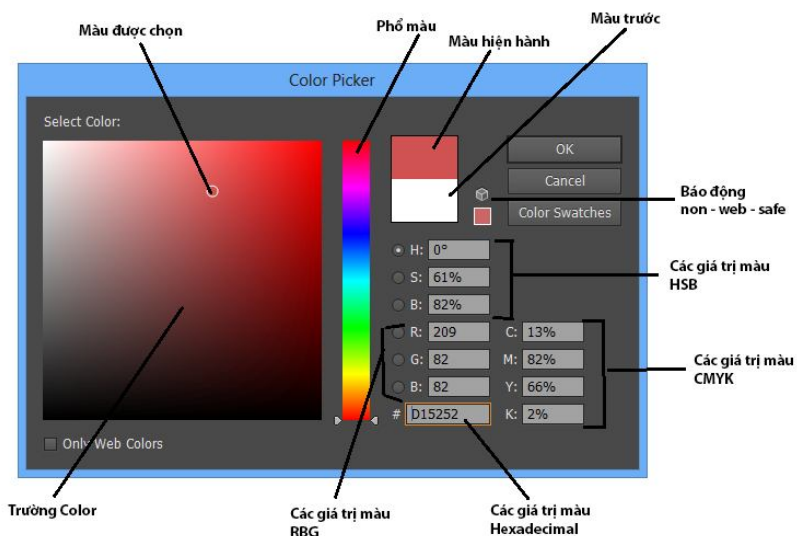 Màu được chọn
Phổ màu
Màu hiện hành
Màu trước
Color Picker
Select Color:
OK
Cancel
Color Swatches
Báo động
non - web - safe
H: 0°
S: 61%
B: 82%
Các giá trị màu
HSB
R: 209 C: 13%
G: 82 M: 82%
B: 82 Y: 66%
# D15252 K: 2%
Các giá trị màu
CMYK
Only Web Colors
Trường Color
Các giá trị màu
RBG
Các giá trị màu
Hexadecimal